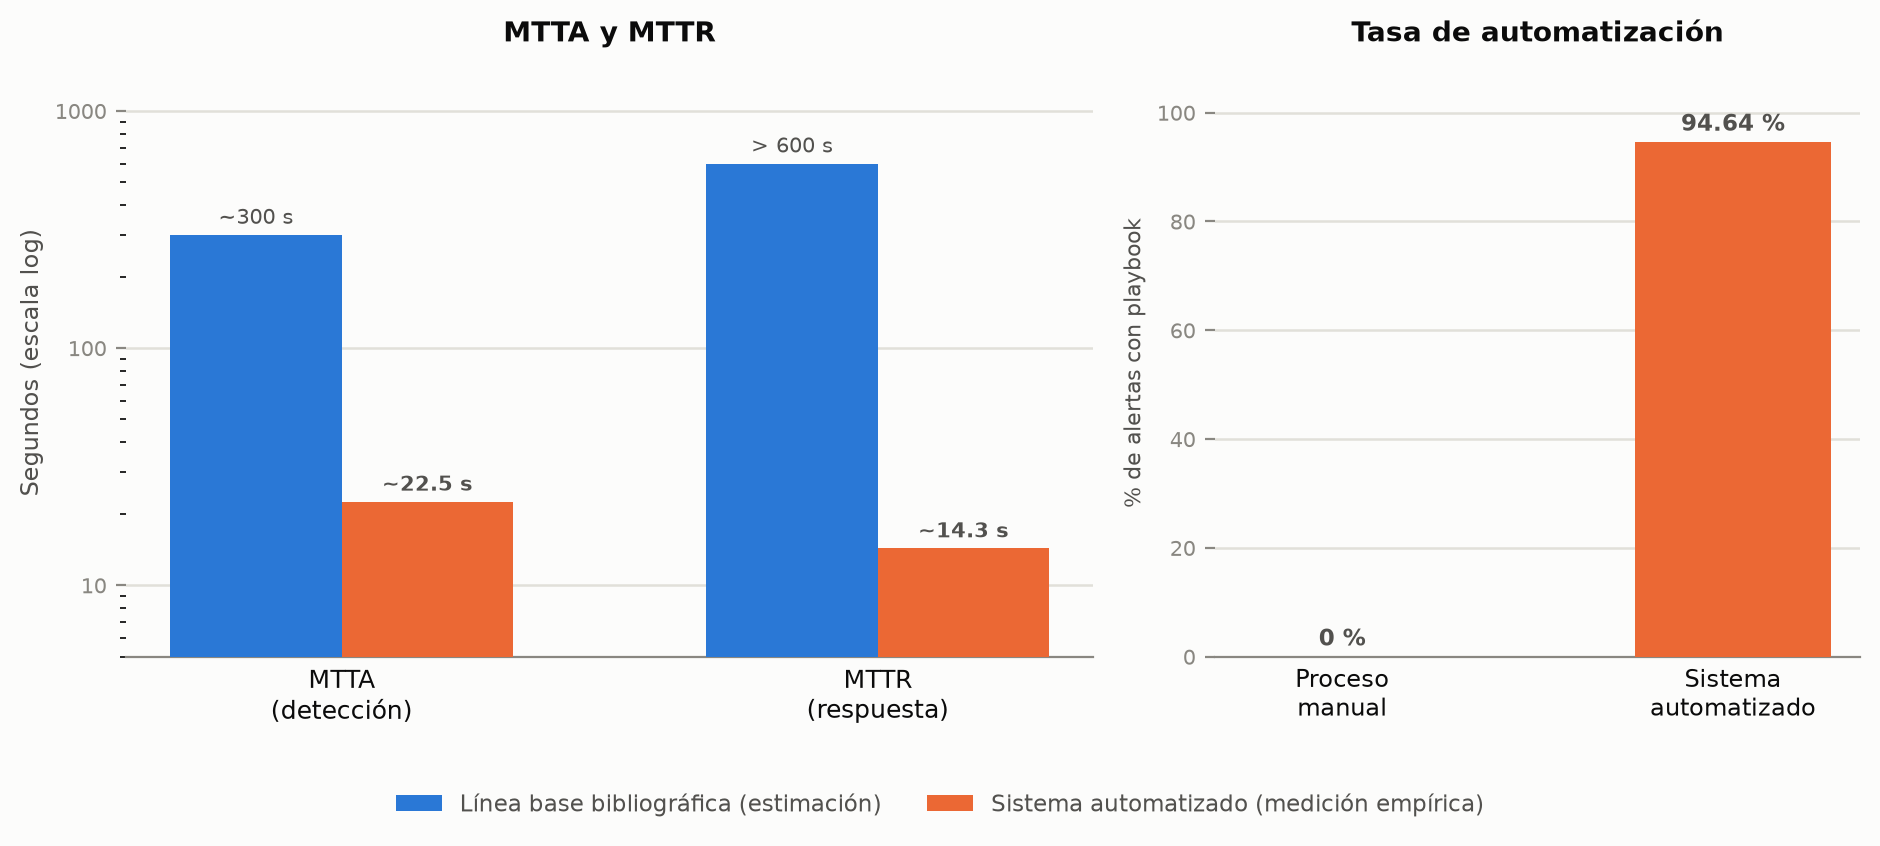 MTTA y MTTR
Segundos (escala log)
1000
100
10
~300 s
~22.5 s
> 600 s
~14.3 s
MTTA
(detección)
MTTR
(respuesta)
Tasa de automatización
% de alertas con playbook
100
80
60
40
20
0
0 %
94.64 %
Proceso
manual
Sistema
automatizado
Línea base bibliográfica (estimación)
Sistema automatizado (medición empírica)